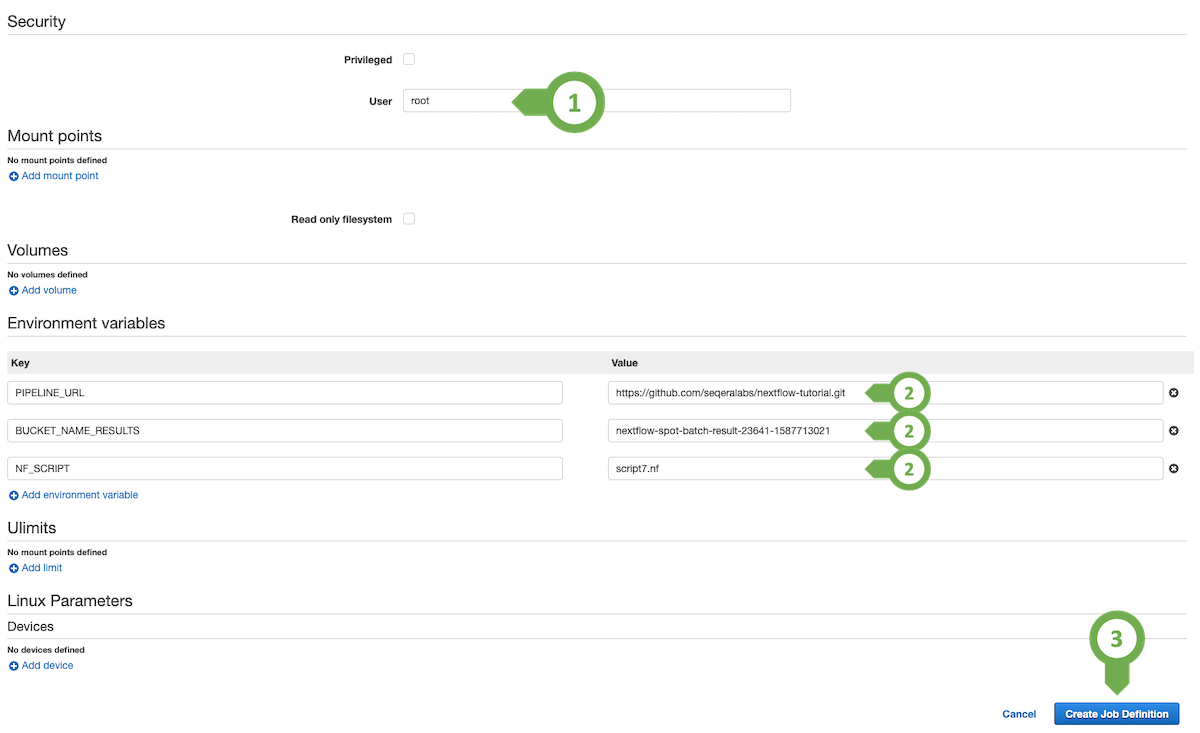 Security
Privileged
User root 1
Mount points
No mount points defined
Add mount point
Read only filesystem
Volumes
No volumes defined
Add volume
Environment variables
Key Value
PIPELINE_URL https://github.com/seqeralabs/nextflow-tutorial.git 2
BUCKET_NAME_RESULTS nextflow-spot-batch-result-23641-1587713021 2
NF_SCRIPT script7.nf 2
Add environment variable
Ulimits
No mount points defined
Add limit
Linux Parameters
Devices
No devices defined
Add device
3
Cancel Create Job Definition